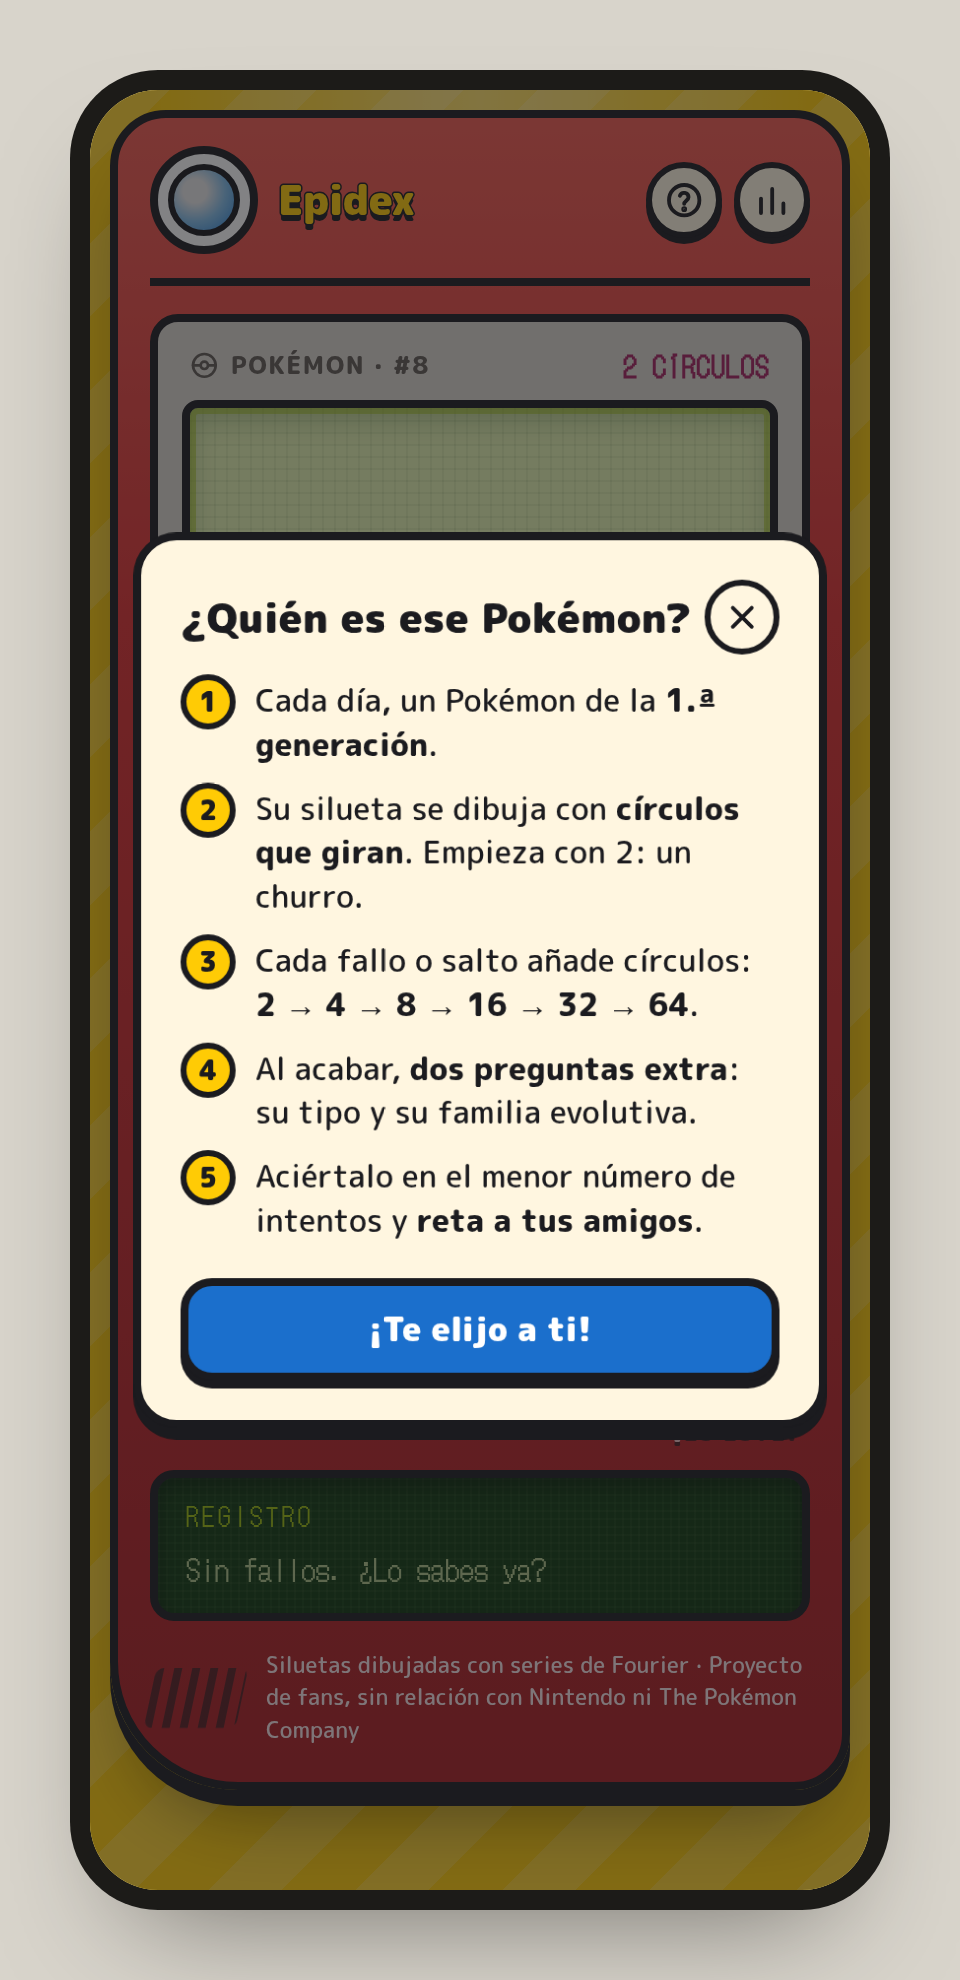 Epidex
POKÉMON · #8
2 CÍRCULOS
¿Quién es ese Pokémon?
1 Cada día, un Pokémon de la 1.ª
generación.
2 Su silueta se dibuja con círculos
que giran. Empieza con 2: un
churro.
3 Cada fallo o salto añade círculos:
2 → 4 → 8 → 16 → 32 → 64.
4 Al acabar, dos preguntas extra:
su tipo y su familia evolutiva.
5 Aciértalo en el menor número de
intentos y reta a tus amigos.
¡Te elijo a ti!
REGISTRO
Sin fallos. ¿Lo sabes ya?
Siluetas dibujadas con series de Fourier · Proyecto
de fans, sin relación con Nintendo ni The Pokémon
Company